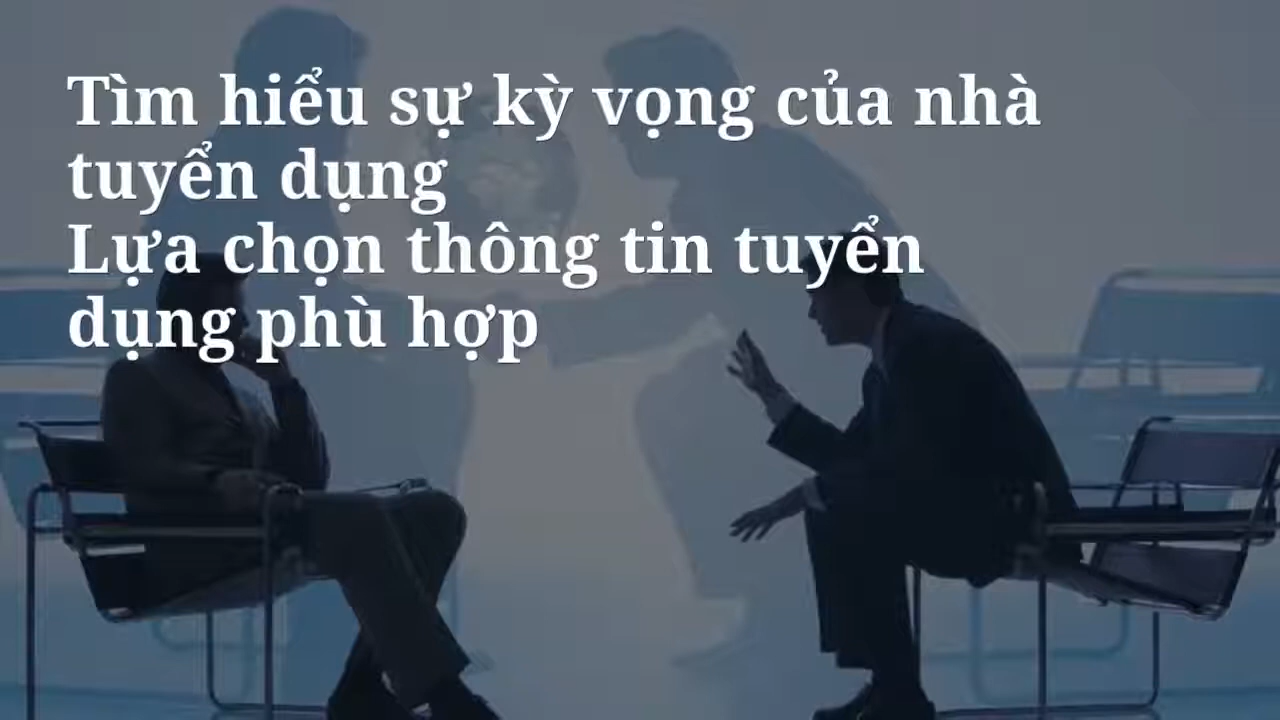 Tìm hiểu sự kỳ vọng của nhà
tuyển dụng
Lựa chọn thông tin tuyển
dụng phù hợp